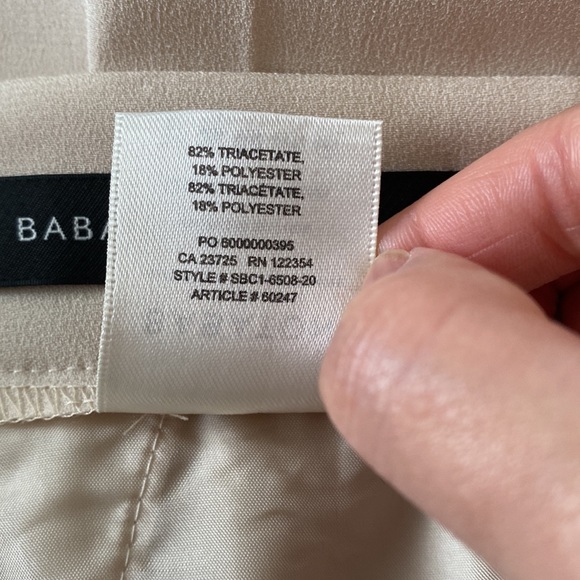 BABA
82% TRIACETATE,
18% POLYESTER
82% TRIACETATE,
18% POLYESTER
PO 6000000395
CA 23725 RN 122354
STYLE # SBC1-6508-20
ARTICLE # 60247